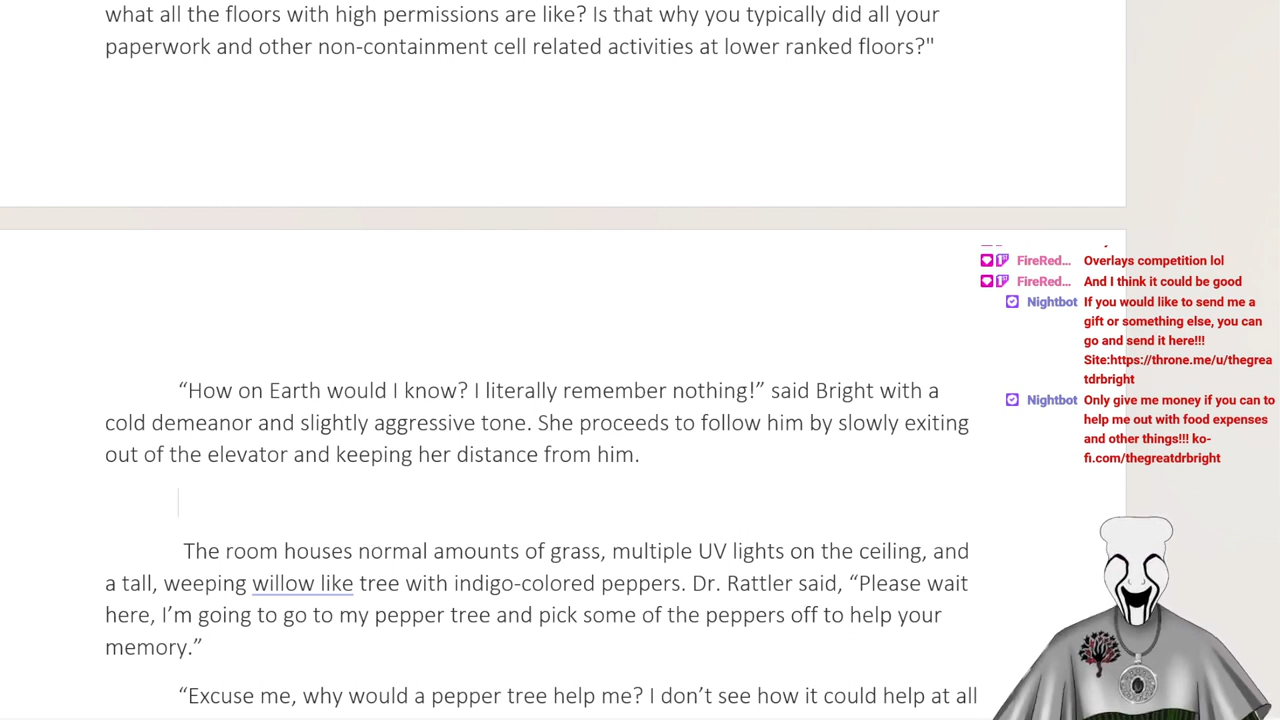 what all the floors with high permissions are like? Is that why you typically did all your
paperwork and other non-containment cell related activities at lower ranked floors?"
FireRed... Overlays competition lol
FireRed... And I think it could be good
Nightbot If you would like to send me a
gift or something else, you can
go and send it here!!!
Site:https://throne.me/u/thegrea
tdrbright
Nightbot Only give me money if you can to
help me out with food expenses
and other things!!! ko-
fi.com/thegreatdrbright
“How on Earth would I know? I literally remember nothing!” said Bright with a
cold demeanor and slightly aggressive tone. She proceeds to follow him by slowly exiting
out of the elevator and keeping her distance from him.
The room houses normal amounts of grass, multiple UV lights on the ceiling, and
a tall, weeping willow like tree with indigo-colored peppers. Dr. Rattler said, “Please wait
here, I’m going to go to my pepper tree and pick some of the peppers off to help your
memory.”
“Excuse me, why would a pepper tree help me? I don’t see how it could help at all